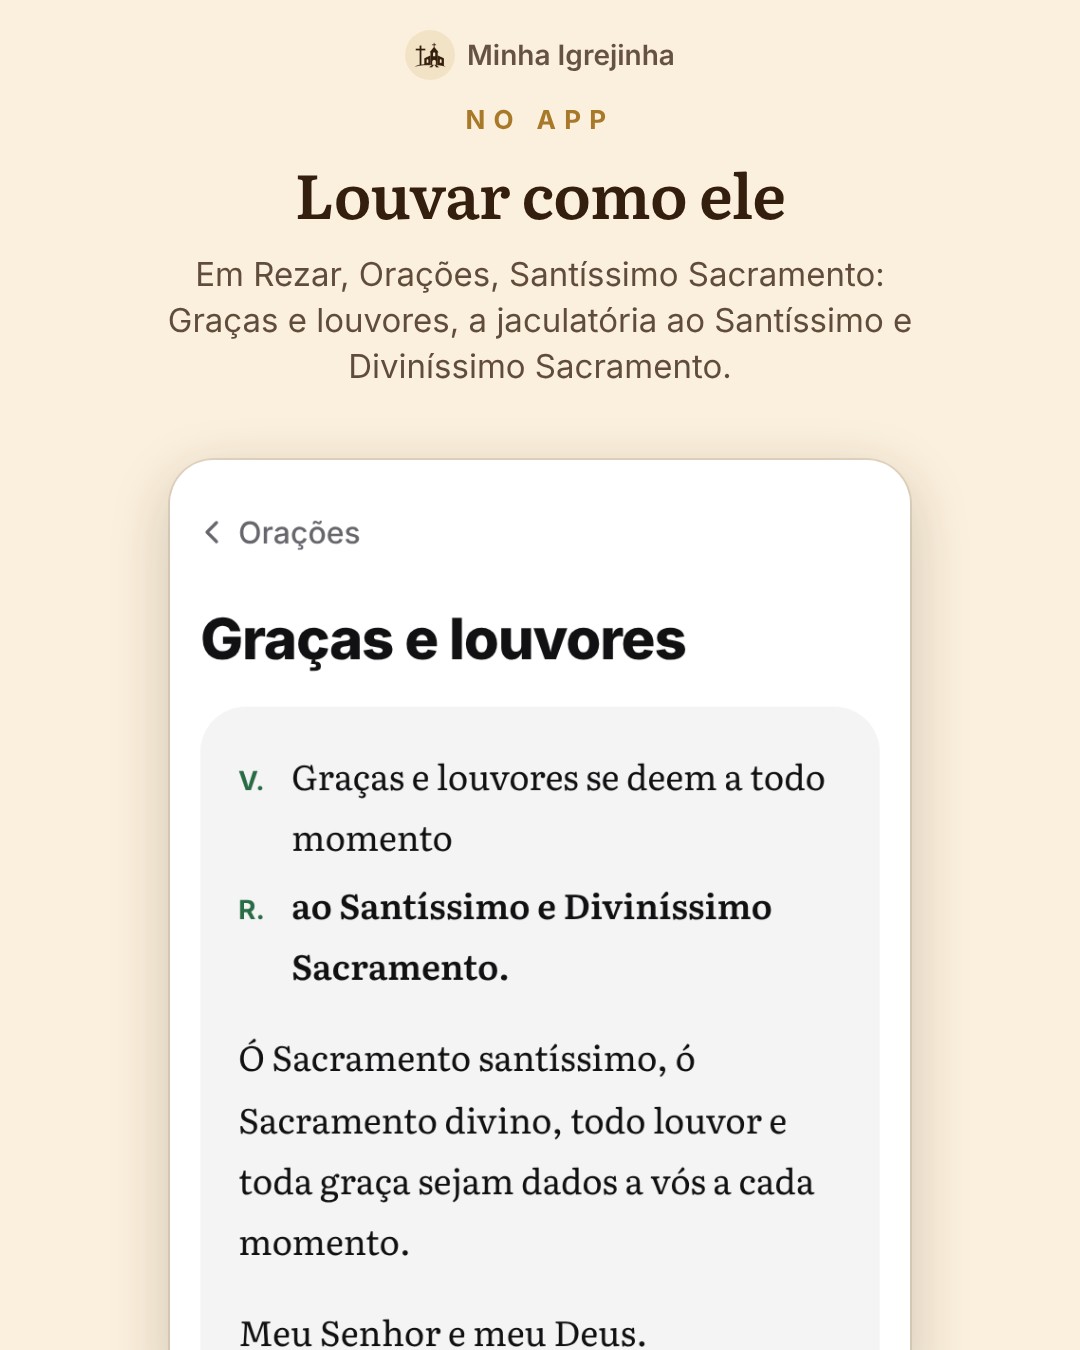 Minha Igrejinha
NO APP
Louvar como ele
Em Rezar, Orações, Santíssimo Sacramento:
Graças e louvores, a jaculatória ao Santíssimo e
Diviníssimo Sacramento.
Orações
Graças e louvores
V. Graças e louvores se deem a todo
momento
R. ao Santíssimo e Diviníssimo
Sacramento.
Ó Sacramento santíssimo, ó
Sacramento divino, todo louvor e
toda graça sejam dados a vós a cada
momento.
Meu Senhor e meu Deus.